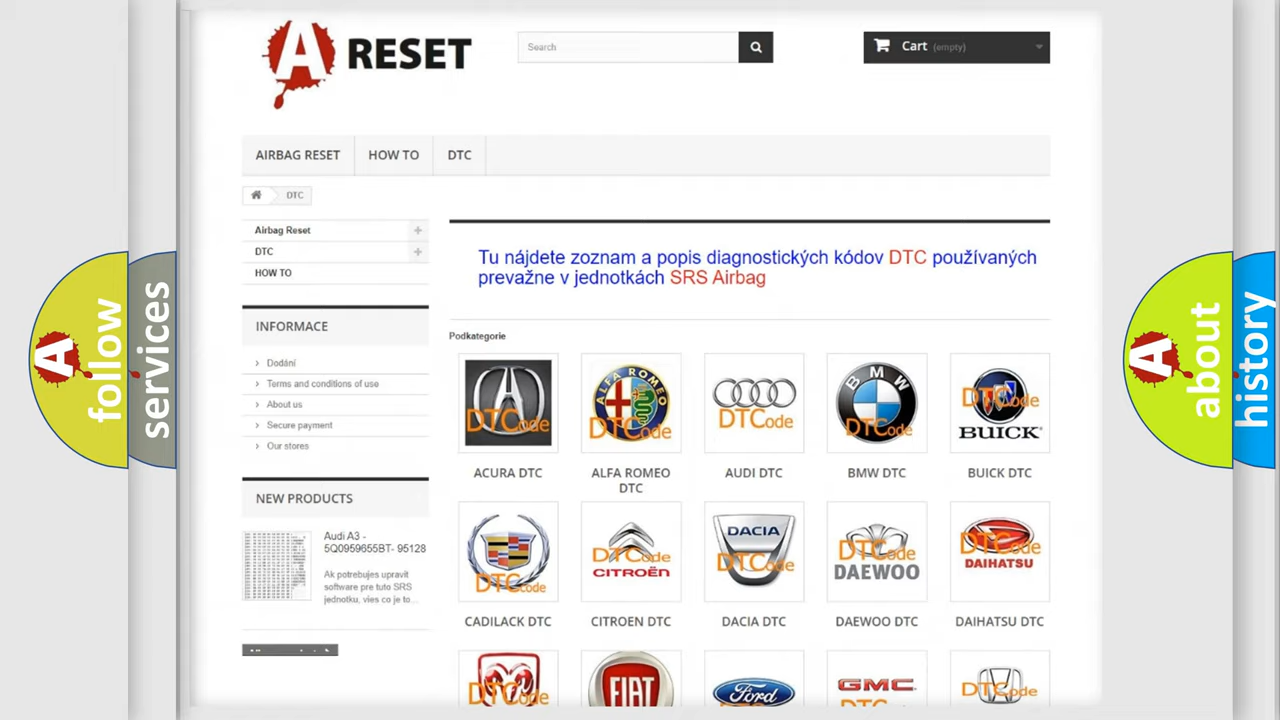 A RESET
Search
Cart (empty)
AIRBAG RESET
HOW TO
DTC
DTC
Airbag Reset
DTC
HOW TO
Tu nájdete zoznam a popis diagnostických kódov DTC používaných
prevažne v jednotkách SRS Airbag
INFORMACE
Dodání
Terms and conditions of use
About us
Secure payment
Our stores
NEW PRODUCTS
Audi A3 -
5Q0959655BT- 95128
Ak potrebujes upravit
software pre tuto SRS
jednotku, vies co je to...
Podkategorie
DTCode
ALFA ROMEO
DTCode
DTCode
BMW
DTCode
DTCode
BUICK
ACURA DTC
ALFA ROMEO
DTC
AUDI DTC
BMW DTC
BUICK DTC
DTCode
DTCode
CITROËN
DACIA
DTCode
DTCode
DAEWOO
DTCode
DAIHATSU
CADILACK DTC
CITROEN DTC
DACIA DTC
DAEWOO DTC
DAIHATSU DTC
DTCode
FIAT
Ford
GMC
DTCode
A follow
services
A about
history